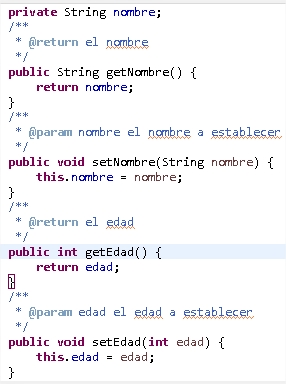 private String nombre;
/**
 * @return el nombre
 */
public String getNombre() {
    return nombre;
}
/**
 * @param nombre el nombre a establecer
 */
public void setNombre(String nombre) {
    this.nombre = nombre;
}
/**
 * @return el edad
 */
public int getEdad() {
    return edad;
}
/**
 * @param edad el edad a establecer
 */
public void setEdad(int edad) {
    this.edad = edad;
}